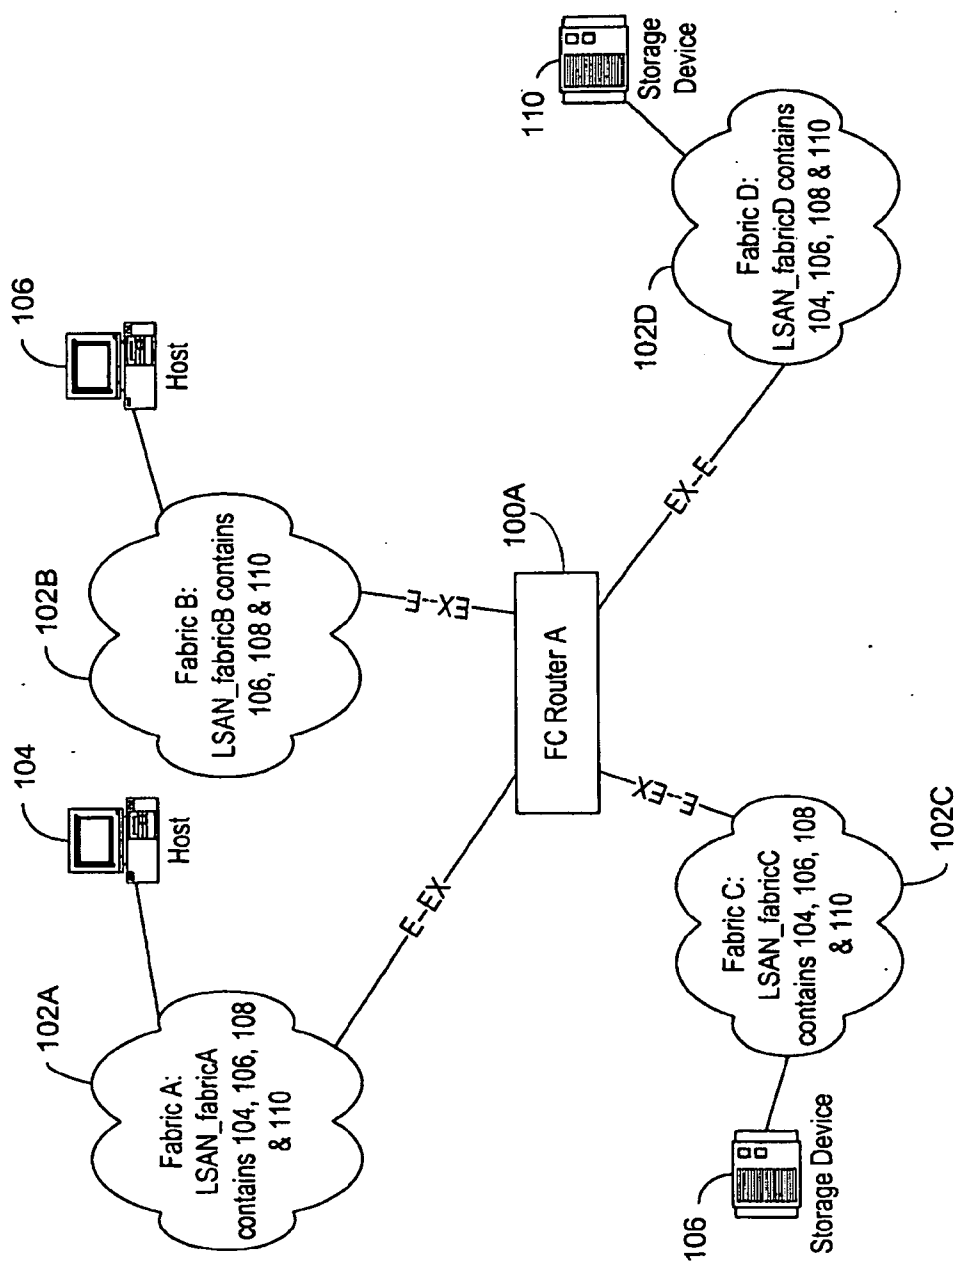 104
Host
106
Host
110
Storage
Device
102A
Fabric A:
LSAN_fabricA
contains 104, 106, 108
& 110
102B
Fabric B:
LSAN_fabricB contains
106, 108 & 110
E-EX
E--EX
FC Router A
100A
EX--E
EX--E
106
Storage Device
Fabric C:
LSAN_fabricC
contains 104, 106, 108
& 110
102C
102D
Fabric D:
LSAN_fabricD contains
104, 106, 108 & 110